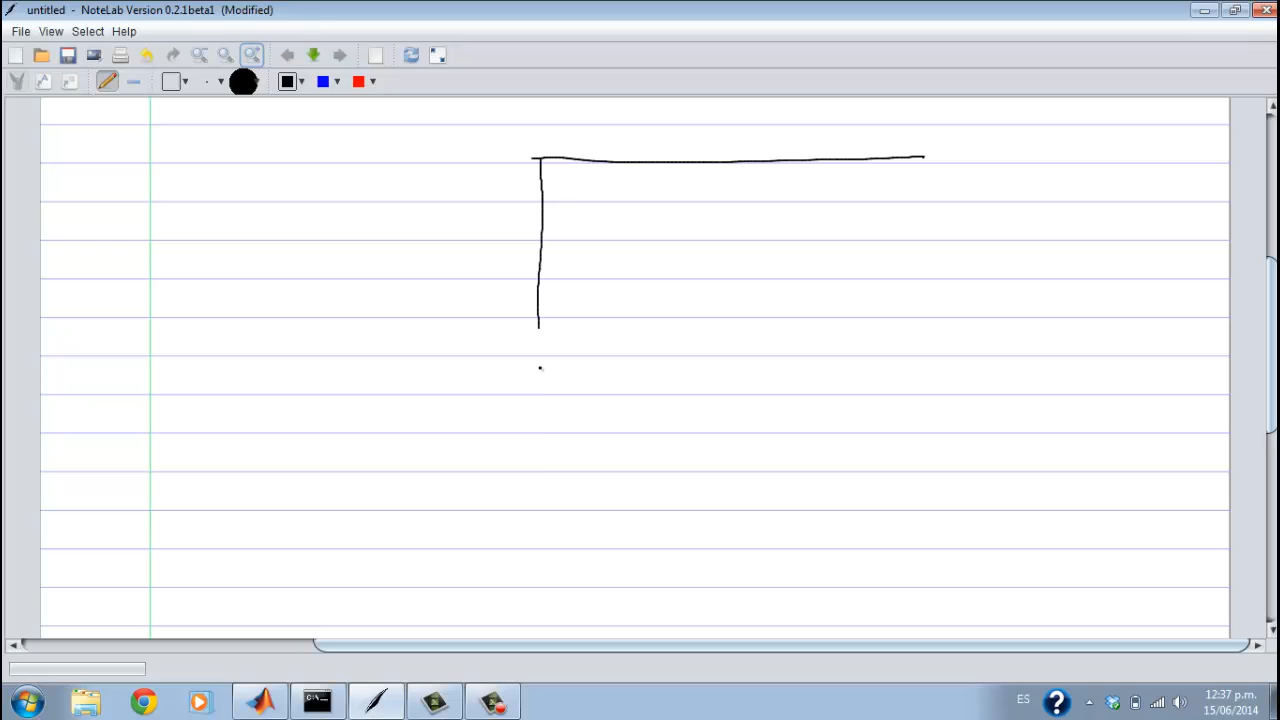 untitled - NoteLab Version 0.2.1beta1 (Modified)
File View Select Help
ES
12:37 p.m.
15/06/2014